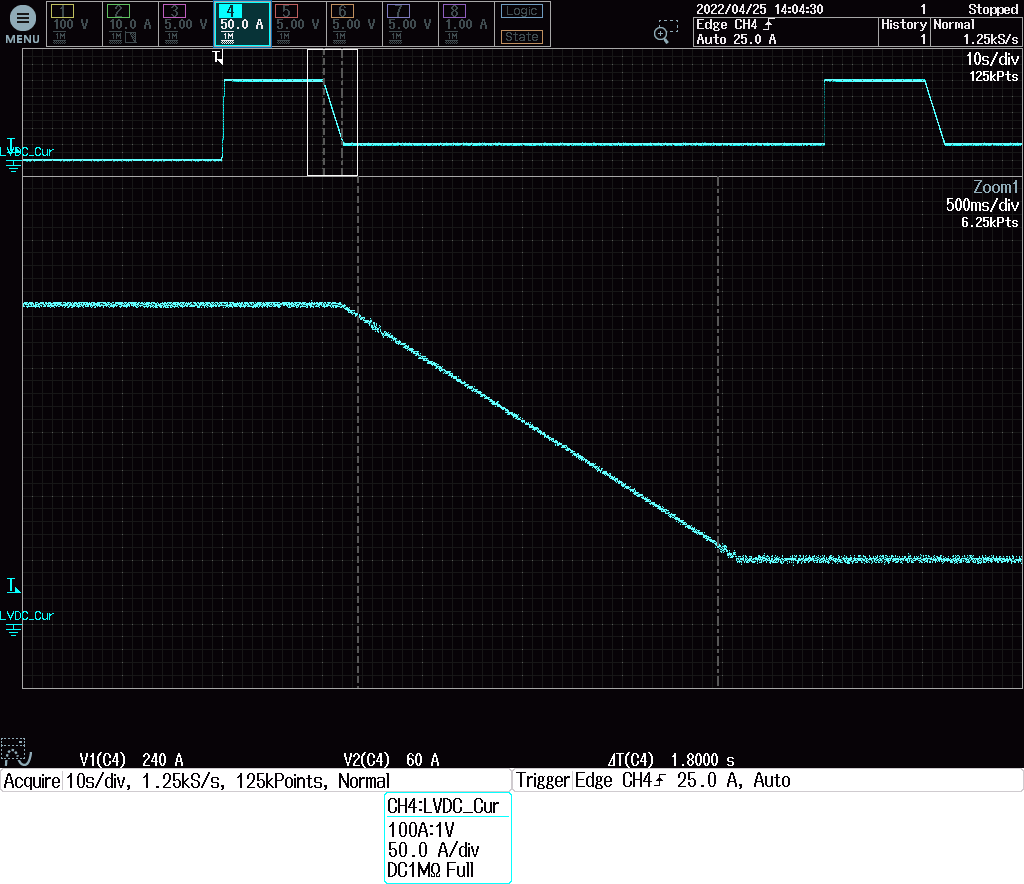 MENU
1 2 3 4 5 6 7 8 Logic
100 V 10.0 A 5.00 V 50.0 A 5.00 V 5.00 V 5.00 V 1.00 A
1M 1M 1M 1M 1M 1M 1M 1M State
2022/04/25 14:04:30 1 Stopped
Edge CH4 History Normal
Auto 25.0 A 1 1.25kS/s
T
10s/div
125kPts
T
LVDC_Cur
Zoom1
500ms/div
6.25kPts
T
LVDC_Cur
V1(C4) 240 A V2(C4) 60 A ΔT(C4) 1.8000 s
Acquire 10s/div, 1.25kS/s, 125kPoints, Normal Trigger Edge CH4 25.0 A, Auto
CH4:LVDC_Cur
100A:1V
50.0 A/div
DC1MΩ Full